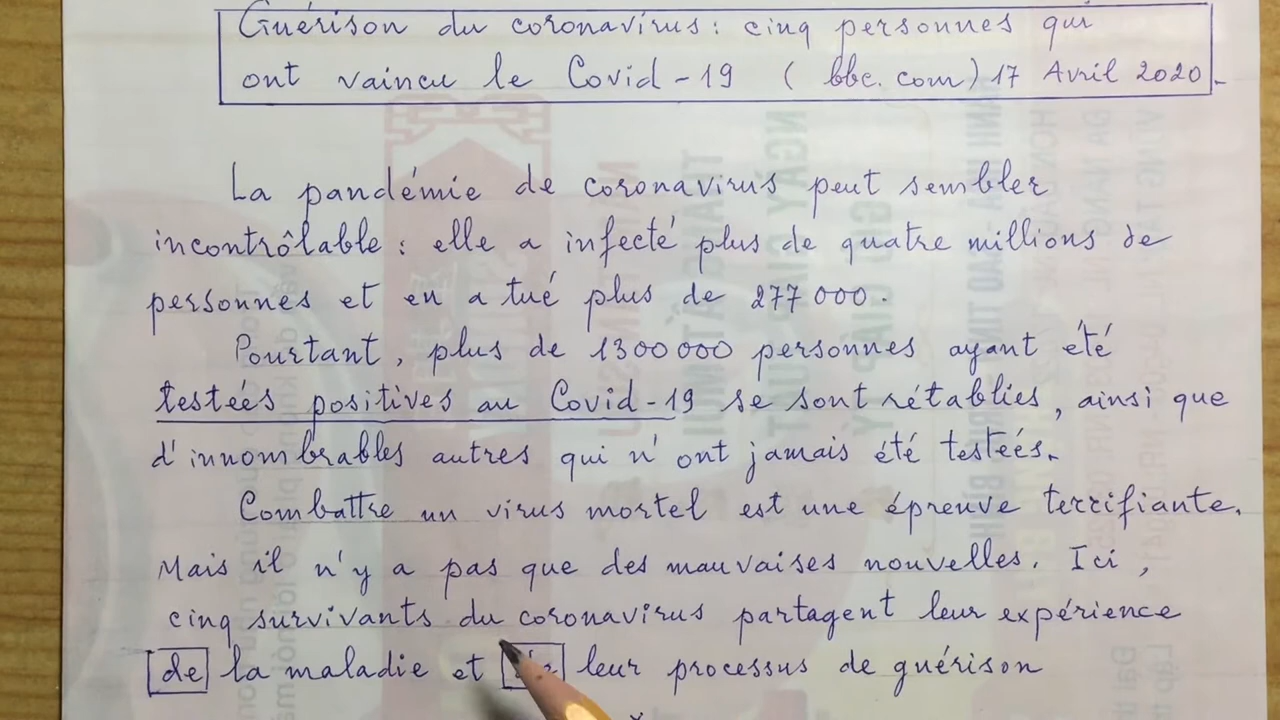 Guérison du coronavirus : cinq personnes qui
ont vaincu le Covid-19 ( bbc.com) 17 Avril 2020.
La pandémie de coronavirus peut sembler
incontrôlable : elle a infecté plus de quatre millions de
personnes et en a tué plus de 277 000.
Pourtant, plus de 1300 000 personnes ayant été
testées positives au Covid-19 se sont rétablies, ainsi que
d'innombrables autres qui n'ont jamais été testées.
Combattre un virus mortel est une épreuve terrifiante.
Mais il n'y a pas que des mauvaises nouvelles. Ici,
cinq survivants du coronavirus partagent leur expérience
de la maladie et leur processus de guérison